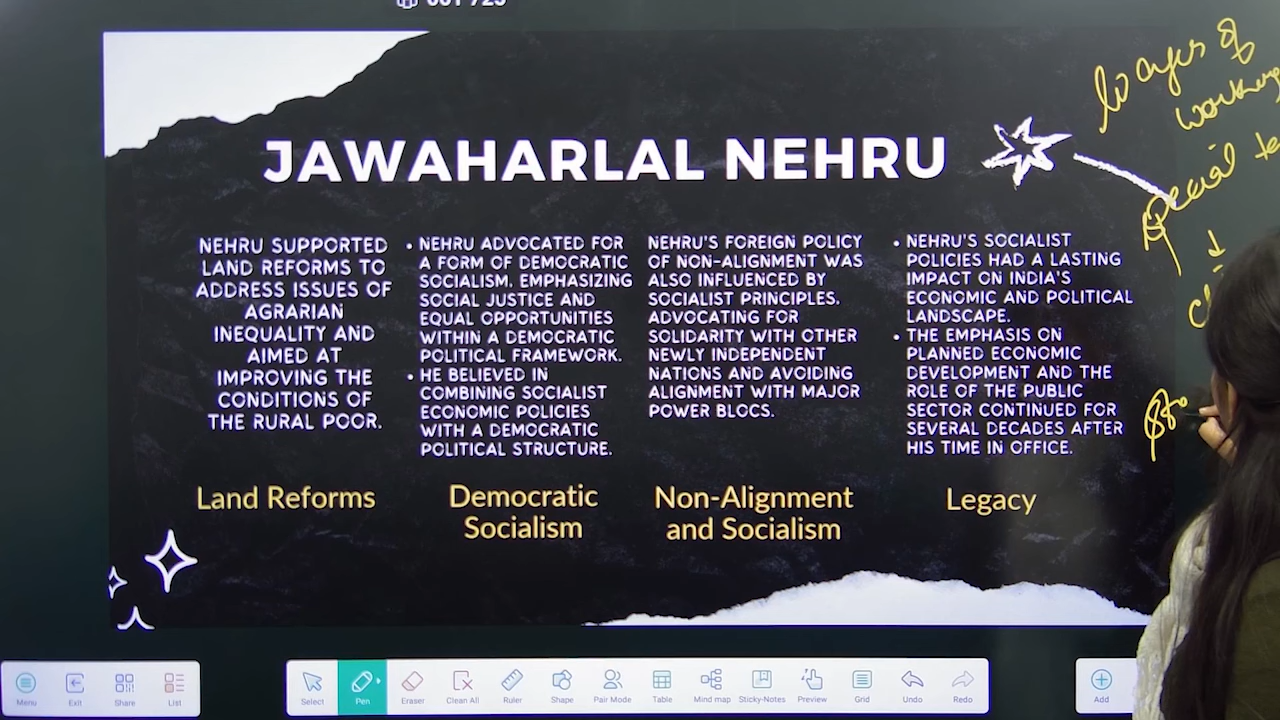 JAWAHARLAL NEHRU
NEHRU SUPPORTED
LAND REFORMS TO
ADDRESS ISSUES OF
AGRARIAN
INEQUALITY AND
AIMED AT
IMPROVING THE
CONDITIONS OF
THE RURAL POOR.
Land Reforms
• NEHRU ADVOCATED FOR
A FORM OF DEMOCRATIC
SOCIALISM, EMPHASIZING
SOCIAL JUSTICE AND
EQUAL OPPORTUNITIES
WITHIN A DEMOCRATIC
POLITICAL FRAMEWORK.
• HE BELIEVED IN
COMBINING SOCIALIST
ECONOMIC POLICIES
WITH A DEMOCRATIC
POLITICAL STRUCTURE.
Democratic
Socialism
NEHRU'S FOREIGN POLICY
OF NON-ALIGNMENT WAS
ALSO INFLUENCED BY
SOCIALIST PRINCIPLES,
ADVOCATING FOR
SOLIDARITY WITH OTHER
NEWLY INDEPENDENT
NATIONS AND AVOIDING
ALIGNMENT WITH MAJOR
POWER BLOCS.
Non-Alignment
and Socialism
• NEHRU'S SOCIALIST
POLICIES HAD A LASTING
IMPACT ON INDIA'S
ECONOMIC AND POLITICAL
LANDSCAPE.
• THE EMPHASIS ON
PLANNED ECONOMIC
DEVELOPMENT AND THE
ROLE OF THE PUBLIC
SECTOR CONTINUED FOR
SEVERAL DECADES AFTER
HIS TIME IN OFFICE.
Legacy
of
working
special
Menu
Exit
Share
List
Select
Pen
Eraser
Clean All
Ruler
Shape
Pair Mode
Table
Mind map
Sticky-Notes
Preview
Grid
Undo
Redo
Add